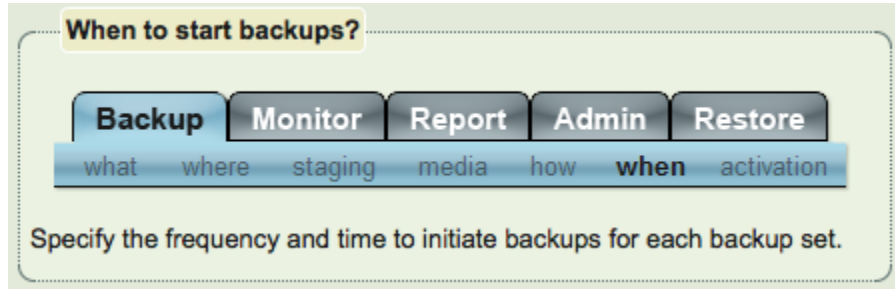 When to start backups?
Backup Monitor Report Admin Restore
what where staging media how when activation
Specify the frequency and time to initiate backups for each backup set.